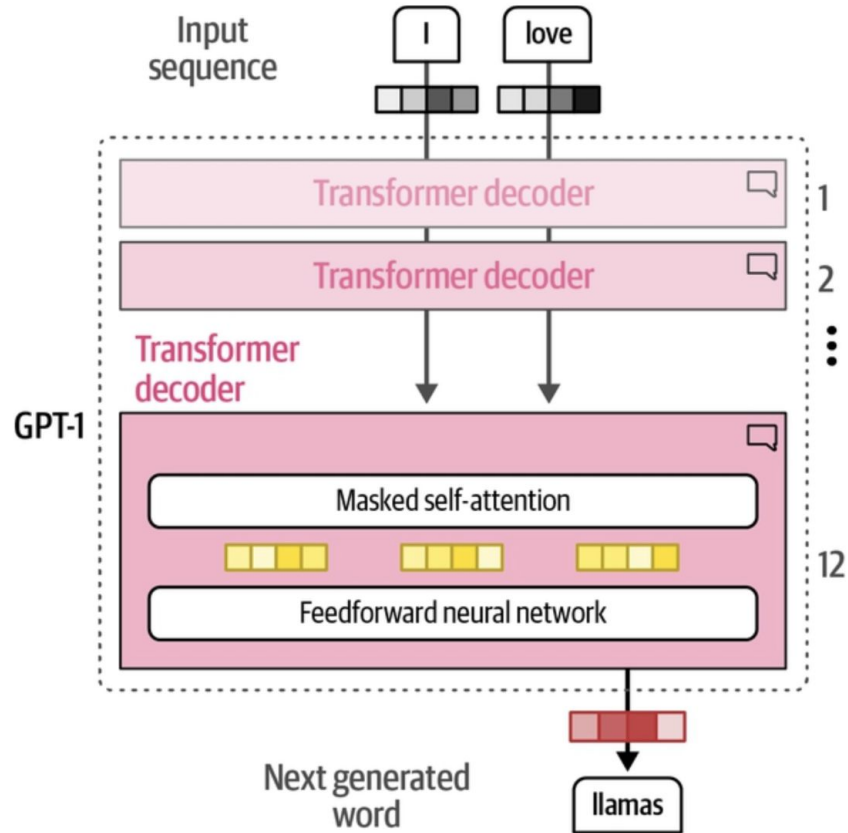 Input
sequence
I
love
Transformer decoder
1
Transformer decoder
2
Transformer
decoder
GPT-1
Masked self-attention
12
Feedforward neural network
Next generated
word
llamas